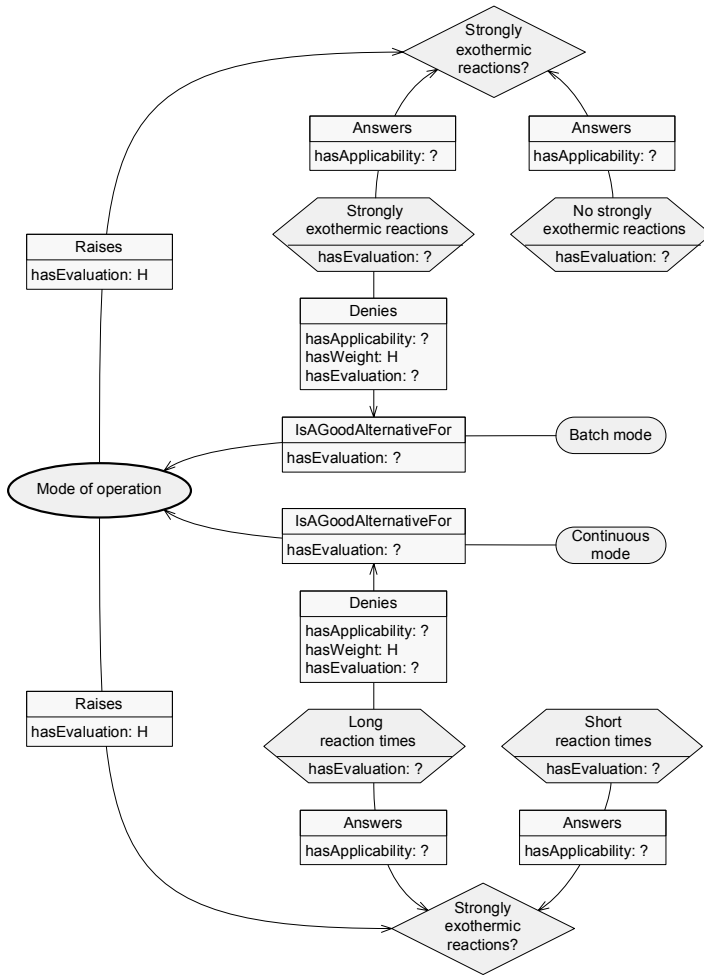 Strongly
exothermic
reactions?
Answers
hasApplicability: ?
Answers
hasApplicability: ?
Strongly
exothermic reactions
hasEvaluation: ?
No strongly
exothermic reactions
hasEvaluation: ?
Raises
hasEvaluation: H
Denies
hasApplicability: ?
hasWeight: H
hasEvaluation: ?
IsAGoodAlternativeFor
hasEvaluation: ?
Batch mode
Mode of operation
IsAGoodAlternativeFor
hasEvaluation: ?
Continuous
mode
Denies
hasApplicability: ?
hasWeight: H
hasEvaluation: ?
Raises
hasEvaluation: H
Long
reaction times
hasEvaluation: ?
Short
reaction times
hasEvaluation: ?
Answers
hasApplicability: ?
Answers
hasApplicability: ?
Strongly
exothermic
reactions?